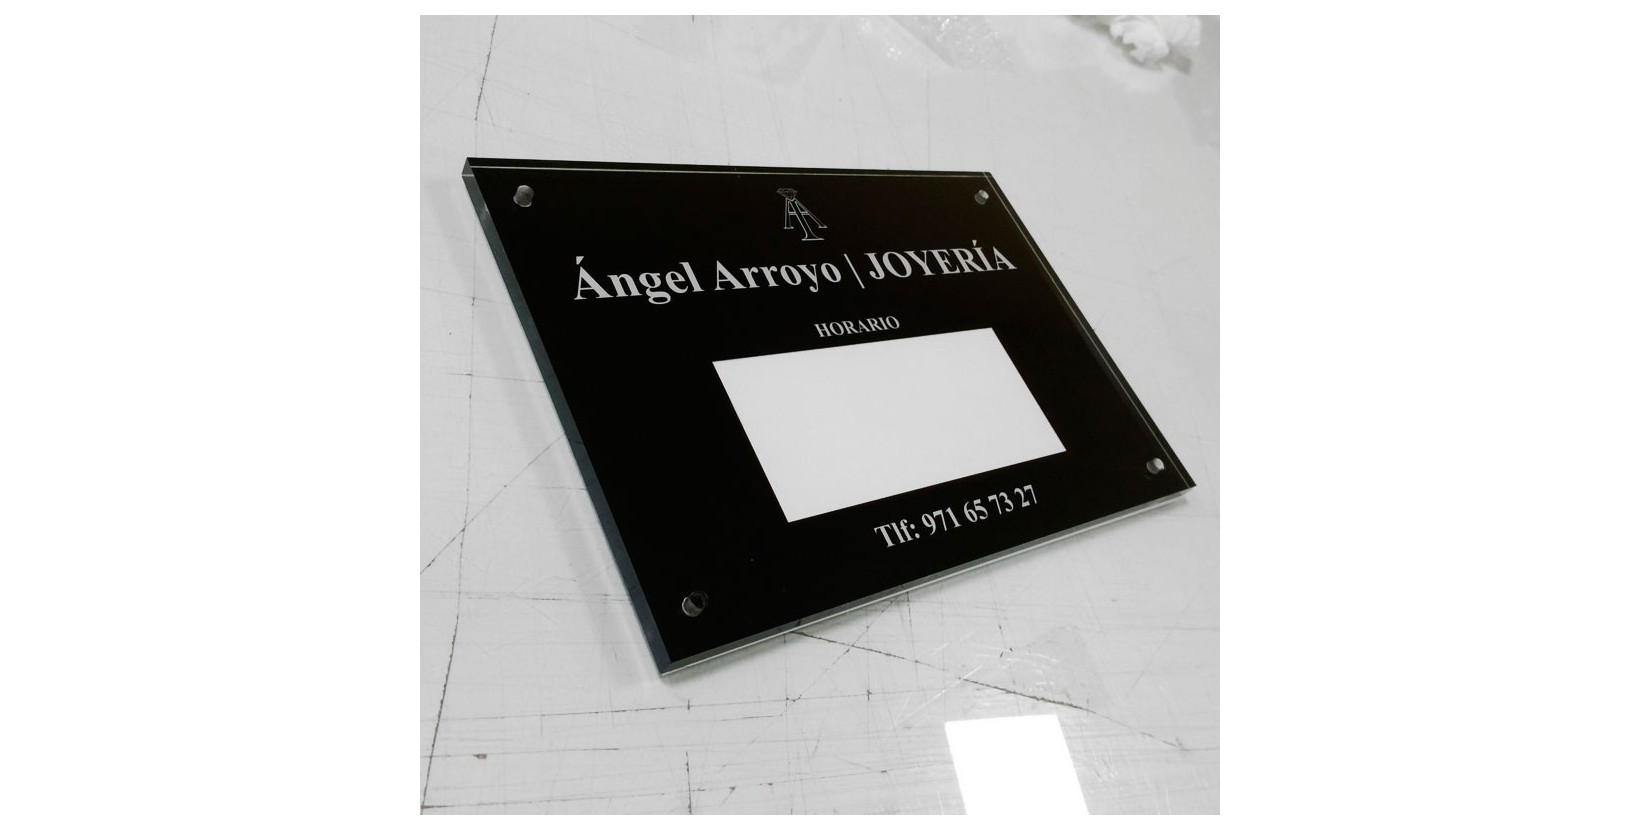 Ángel Arroyo | JOYERÍA
HORARIO
Tlf: 971 65 73 27